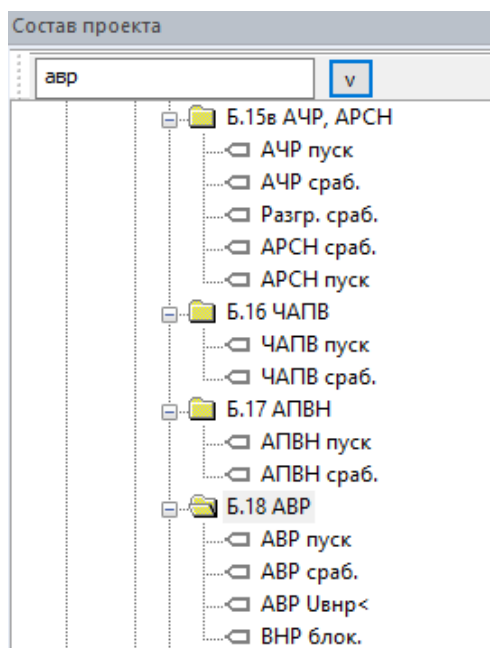 Состав проекта
авр
v
Б.15в АЧР, АРСН
АЧР пуск
АЧР сраб.
Разгр. сраб.
АРСН сраб.
АРСН пуск
Б.16 ЧАПВ
ЧАПВ пуск
ЧАПВ сраб.
Б.17 АПВН
АПВН пуск
АПВН сраб.
Б.18 АВР
АВР пуск
АВР сраб.
АВР Uвнр<
ВНР блок.